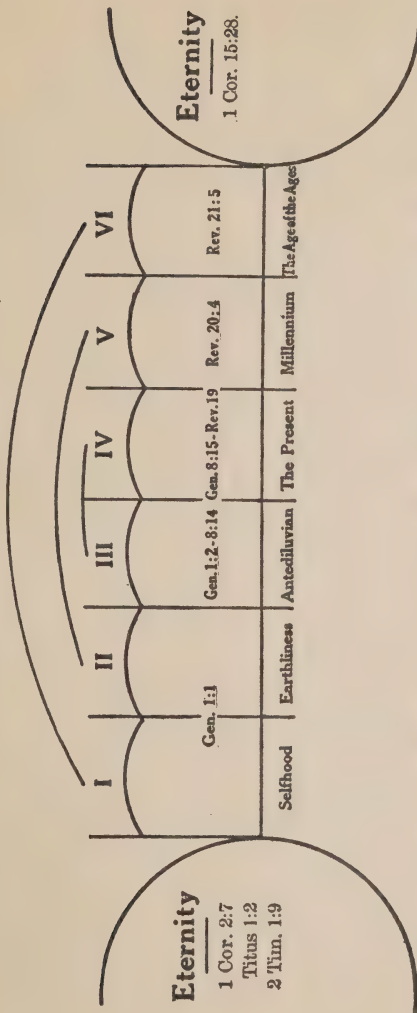 Eternity
1 Cor. 2:7
Titus 1:2
2 Tim. 1:9
I
II
III
IV
V
VI
Gen. 1:1
Gen. 1:2-8:14
Gen. 8:15-Rev. 19
Rev. 20:4
Rev. 21:5
Selfhood
Earthliness
Antediluvian
The Present
Millennium
The Age of the Ages
Eternity
1 Cor. 15:28.